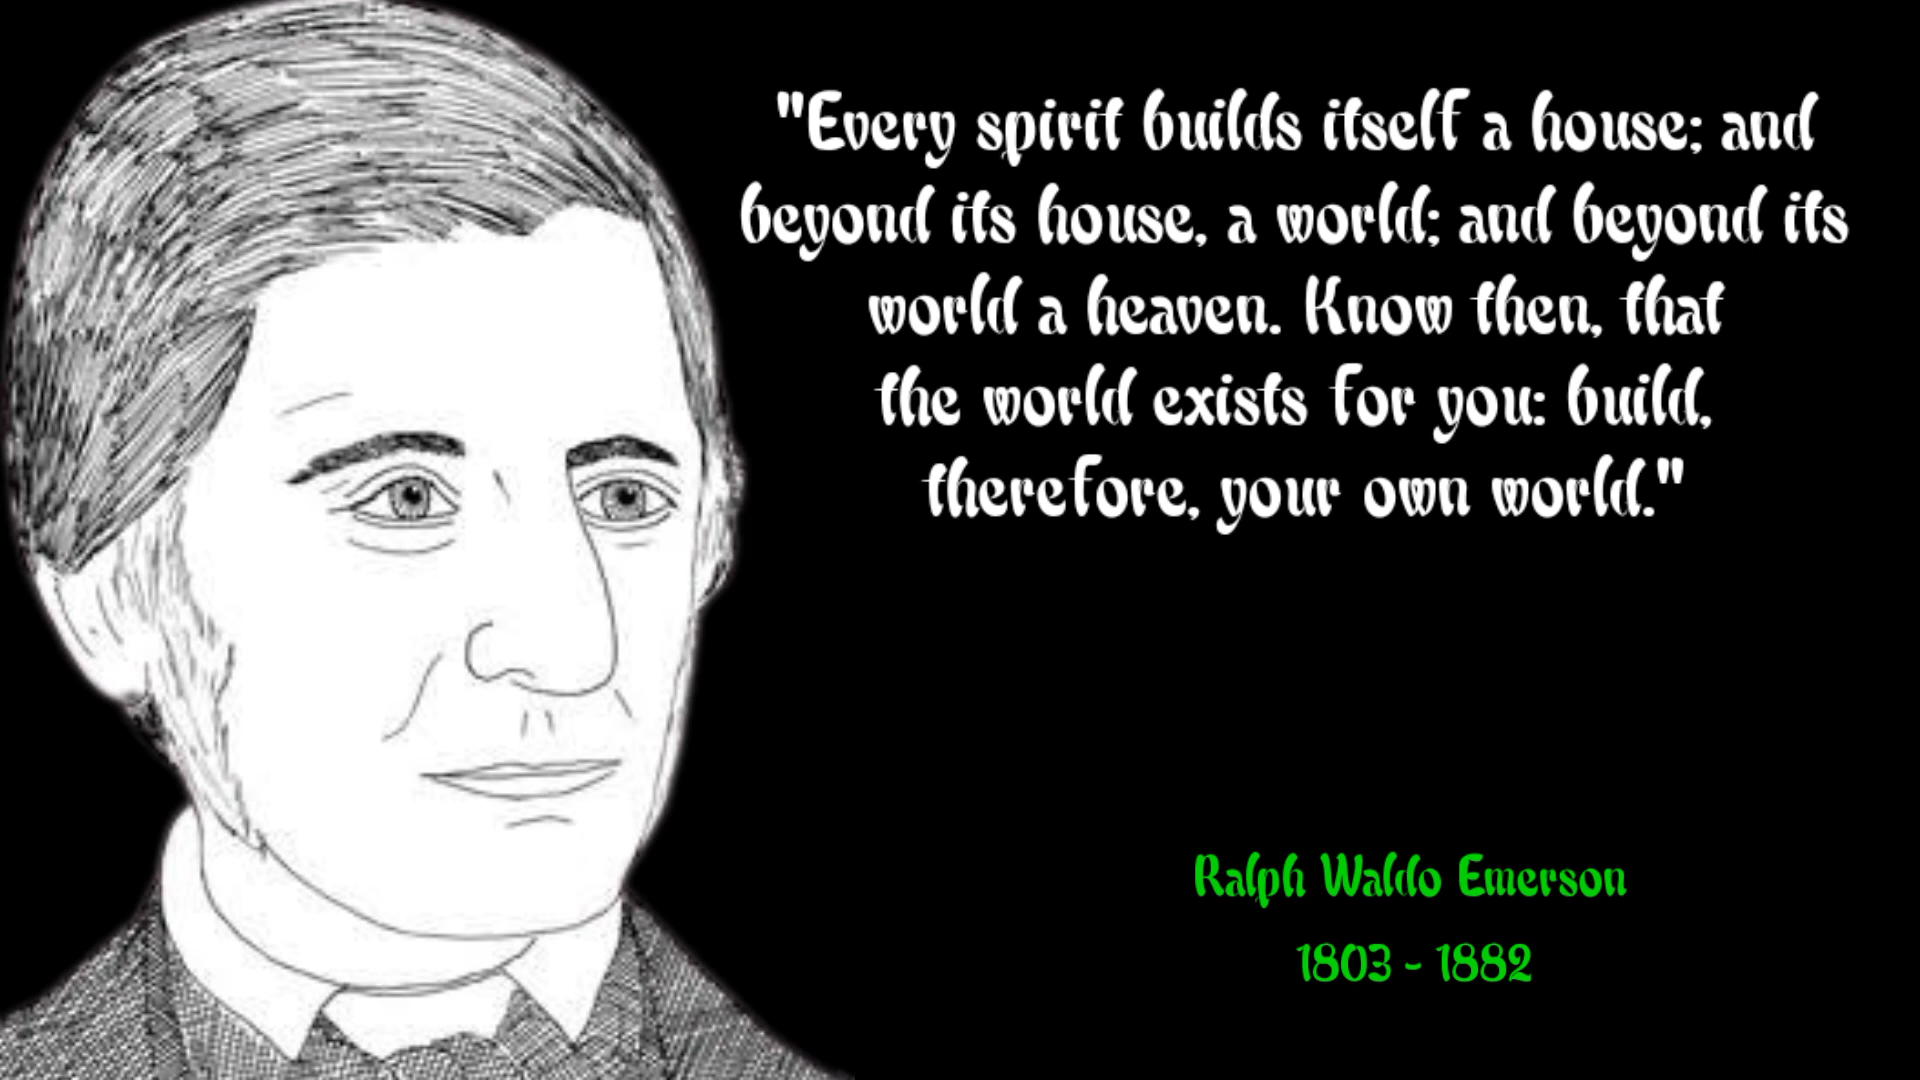 "Every spirit builds itself a house; and
beyond its house, a world; and beyond its
world a heaven. Know then, that
the world exists for you: build,
therefore, your own world."
Ralph Waldo Emerson
1803 - 1882